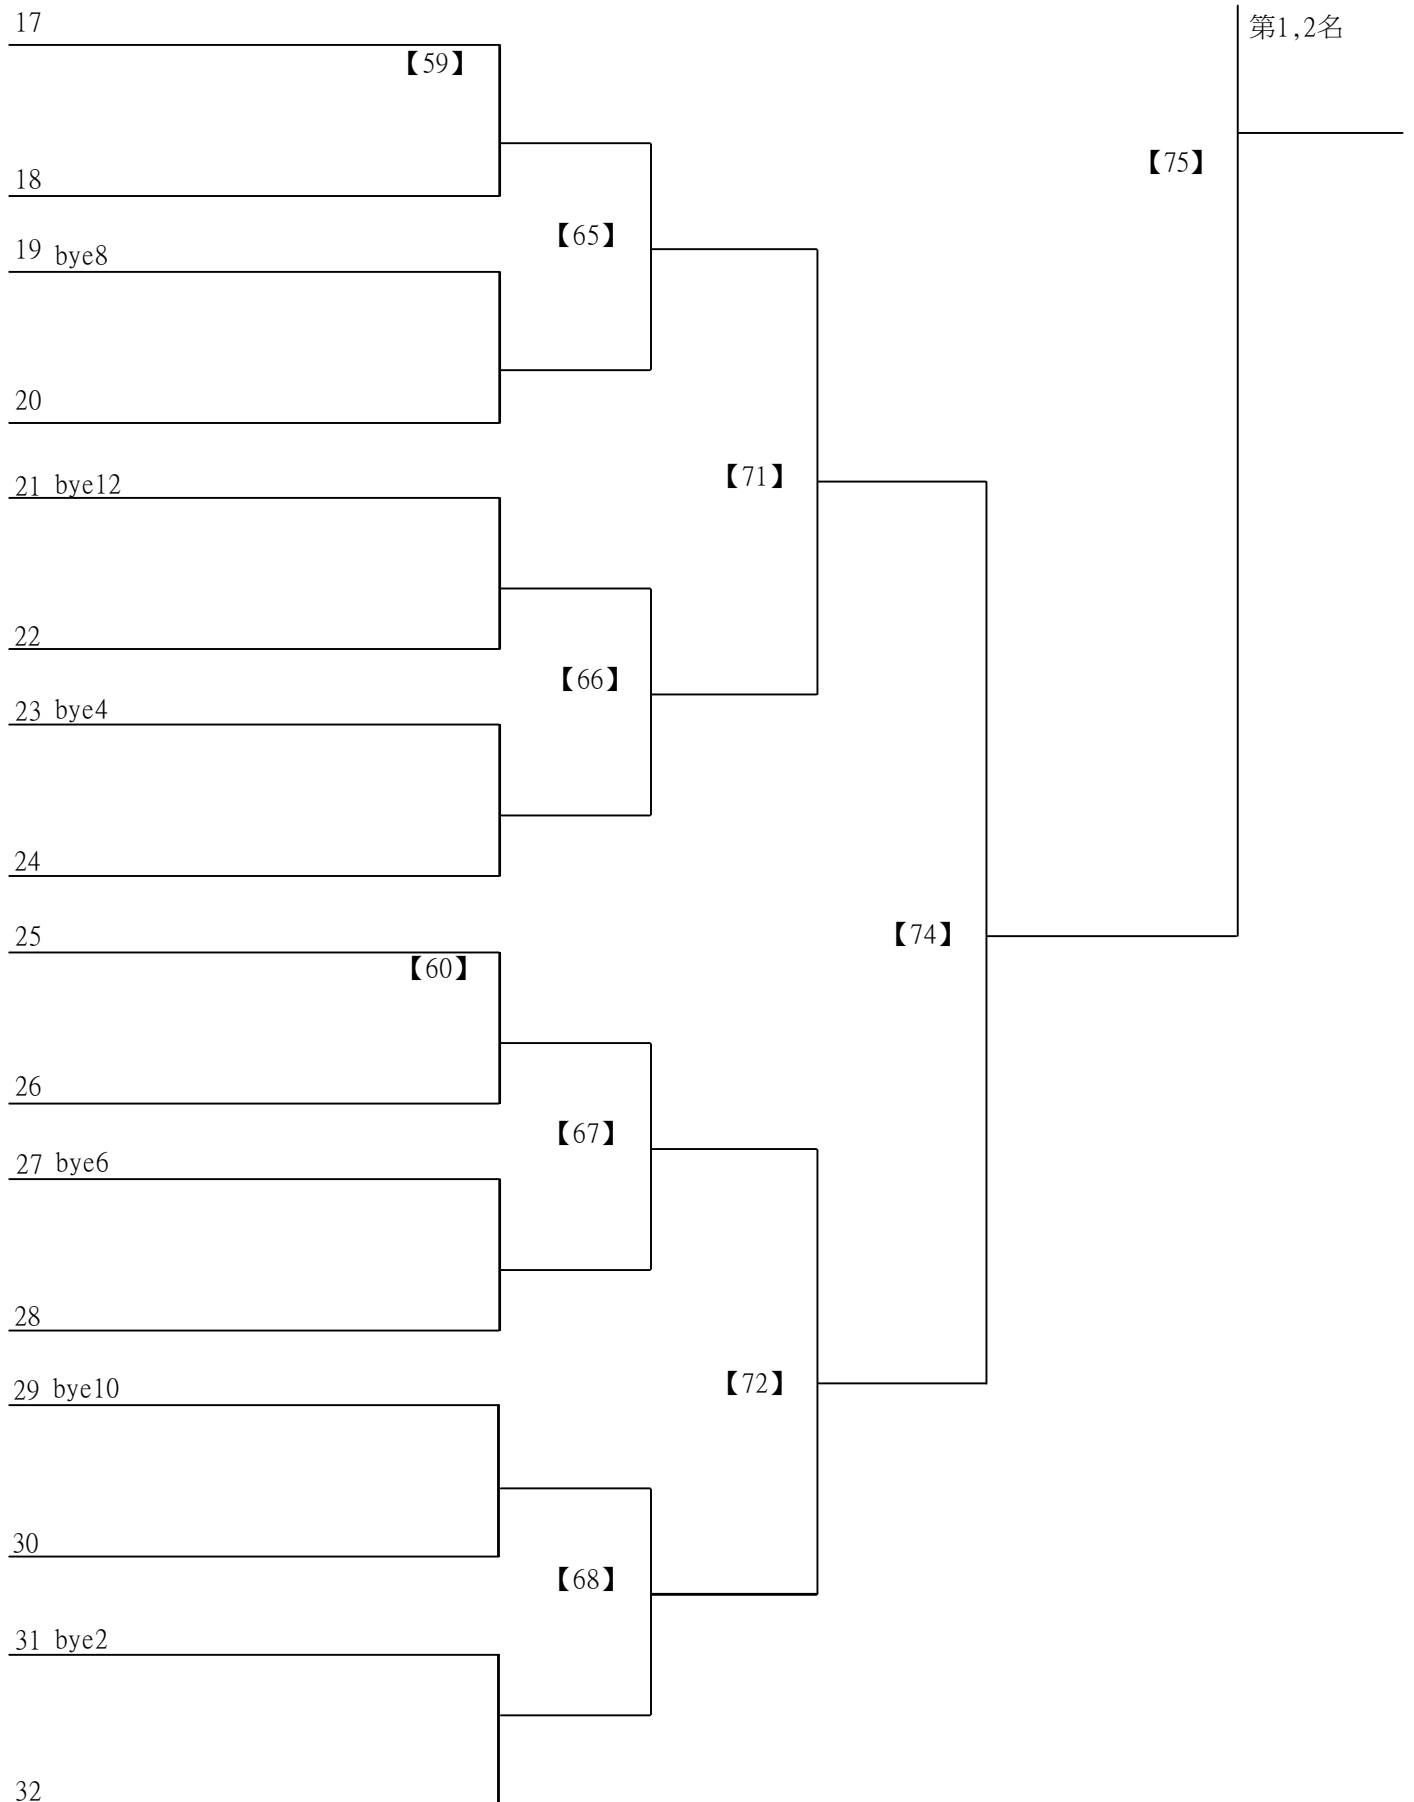 17
第1,2名
【59】
【75】
18
【65】
19 bye8
20
【71】
21 bye12
22
【66】
23 bye4
24
【74】
25
【60】
26
【67】
27 bye6
28
【72】
29 bye10
30
【68】
31 bye2
32